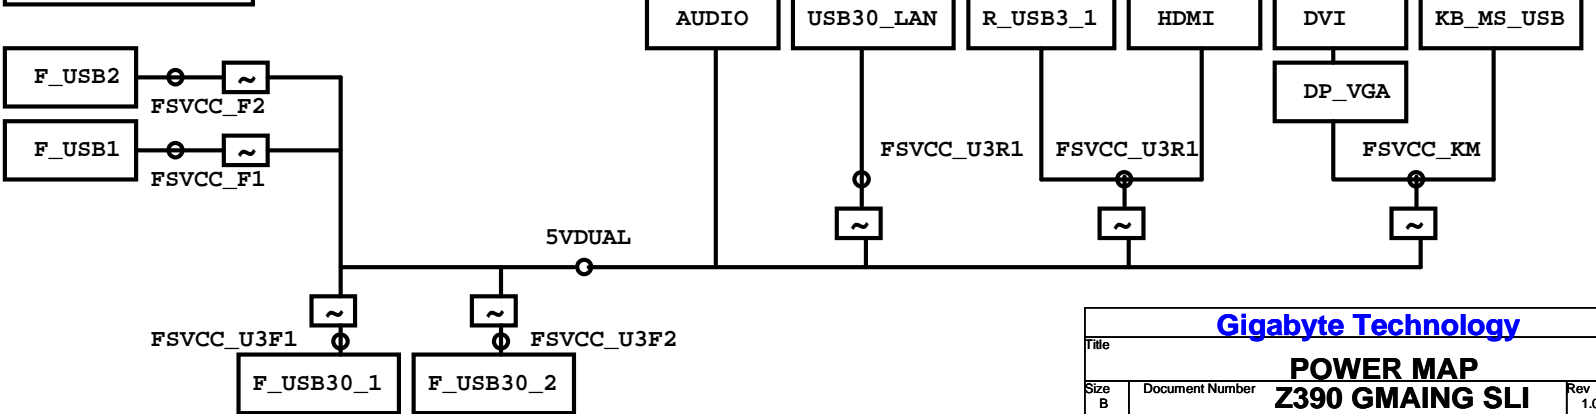 AUDIO
USB30_LAN
R_USB3_1
HDMI
DVI
KB_MS_USB
F_USB2
~
FSVCC_F2
DP_VGA
F_USB1
~
FSVCC_F1
FSVCC_U3R1
FSVCC_U3R1
FSVCC_KM
~
~
~
5VDUAL
~
~
FSVCC_U3F1
FSVCC_U3F2
F_USB30_1
F_USB30_2
Gigabyte Technology
Title
POWER MAP
Size
B
Document Number
Z390 GMAING SLI
Rev